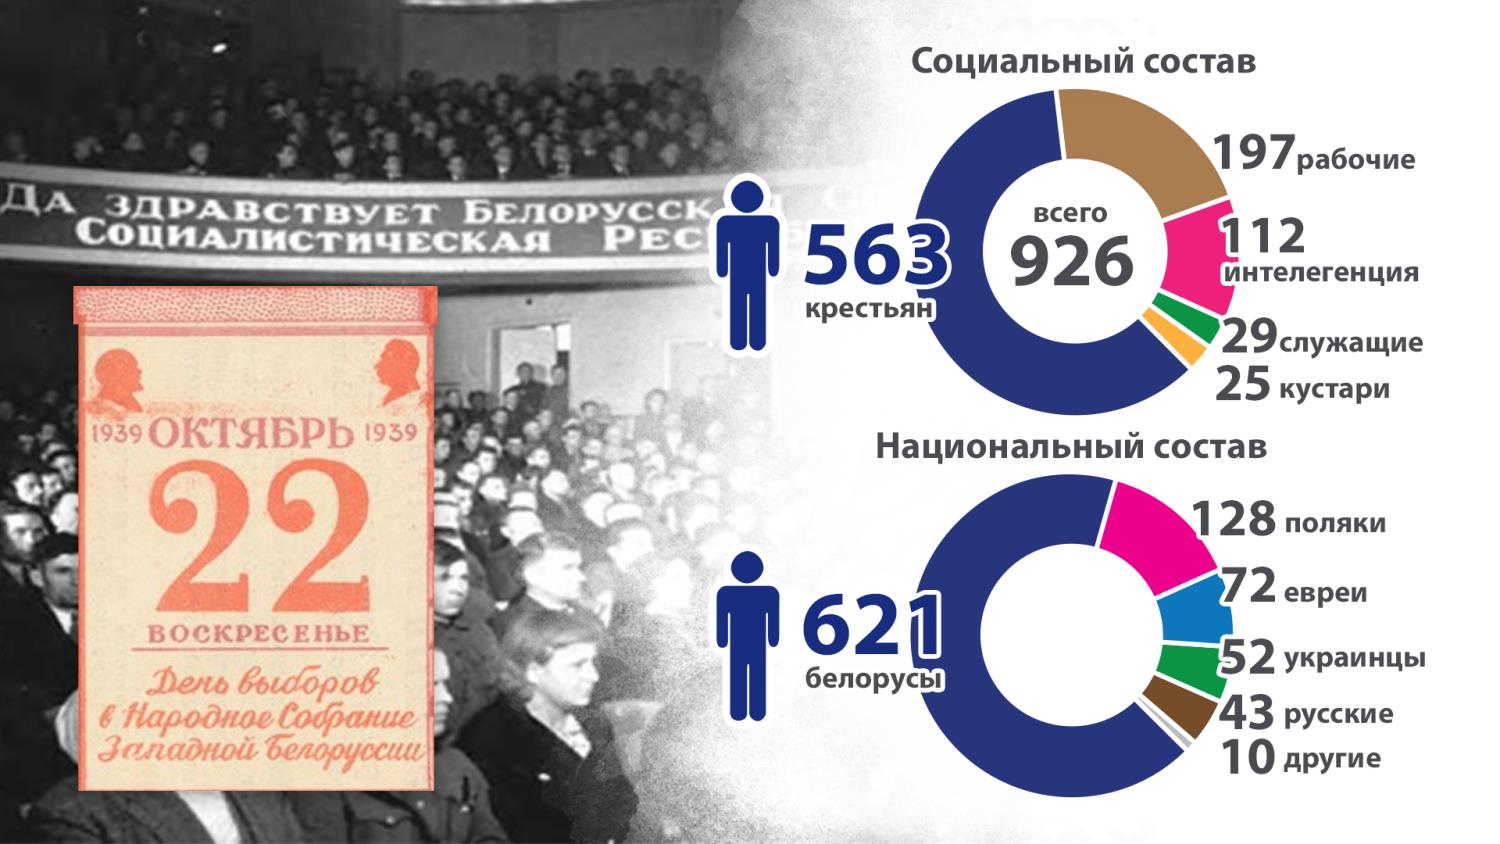 Да здравствует Белорусск
Социалистическая Рес
1939 ОКТЯБРЬ 1939
22
ВОСКРЕСЕНЬЕ
День выборов
в Народное Собрание
Западной Белоруссии
Социальный состав
всего
926
563
крестьян
197 рабочие
112
интелегенция
29 служащие
25 кустари
Национальный состав
621
белорусы
128 поляки
72 евреи
52 украинцы
43 русские
10 другие